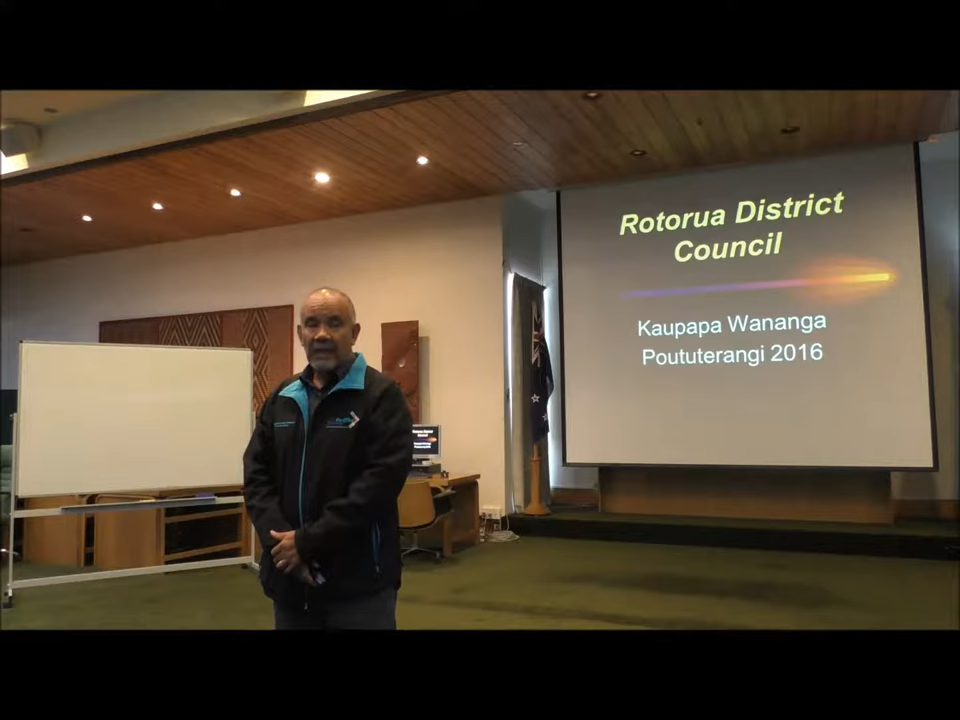 Rotorua District
Council
Kaupapa Wananga
Poututerangi 2016